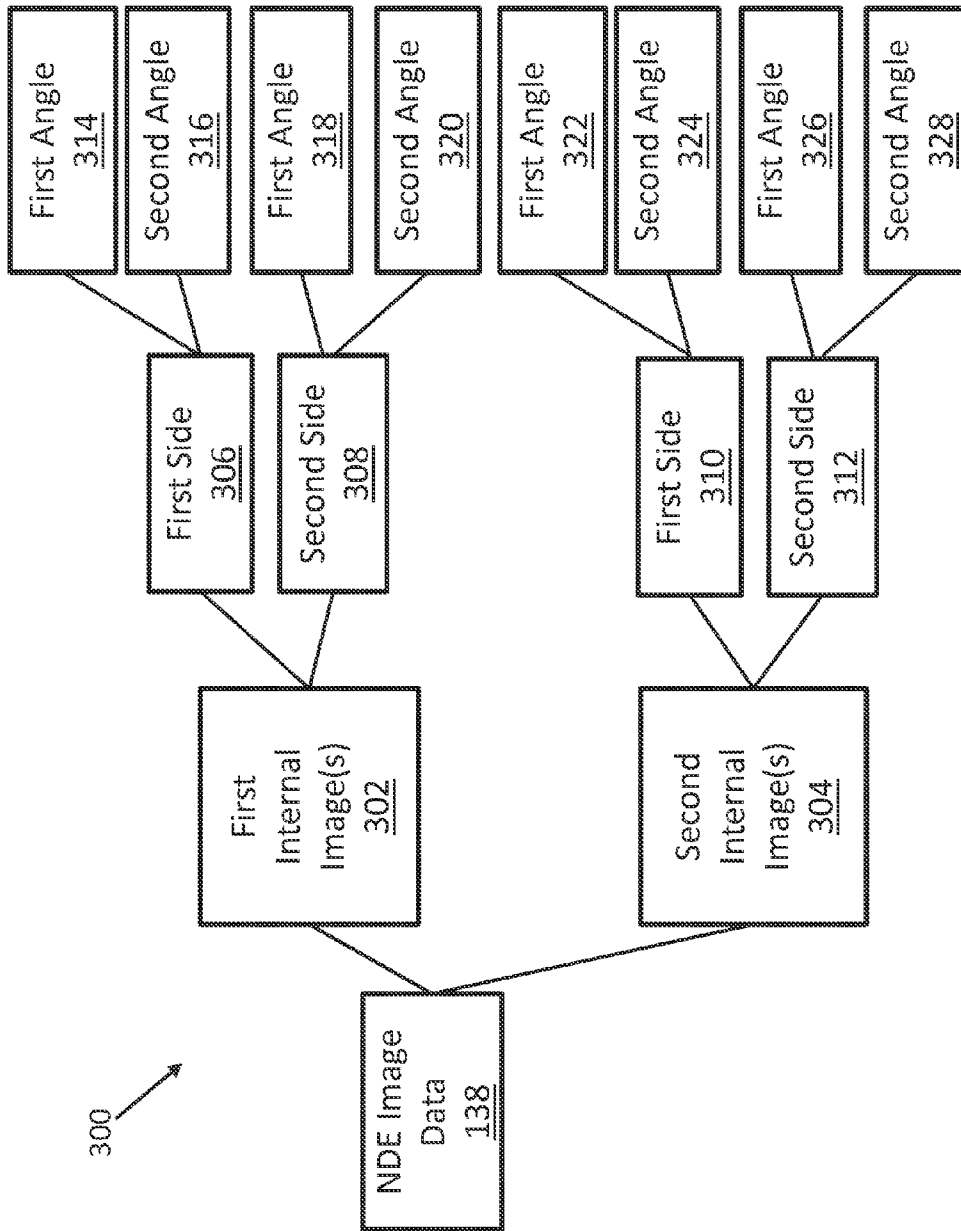 300
NDE Image
Data
138
First
Internal
Image(s)
302
Second
Internal
Image(s)
304
First Side
306
Second Side
308
First Side
310
Second Side
312
First Angle
314
Second Angle
316
First Angle
318
Second Angle
320
First Angle
322
Second Angle
324
First Angle
326
Second Angle
328